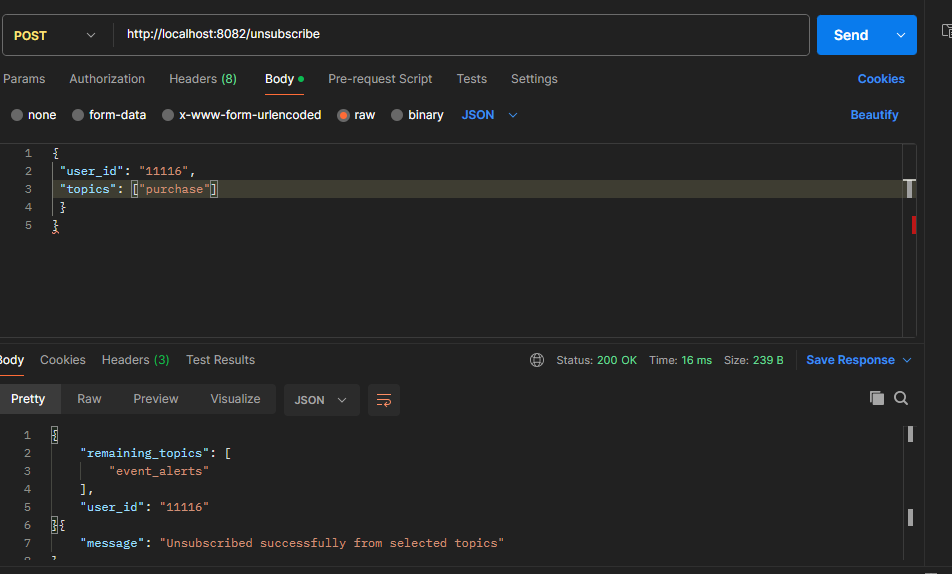 POST http://localhost:8082/unsubscribe Send
Params Authorization Headers (8) Body Pre-request Script Tests Settings Cookies
none form-data x-www-form-urlencoded raw binary JSON Beautify
1 {
2 "user_id": "11116",
3 "topics": ["purchase"]
4 }
5 }
Body Cookies Headers (3) Test Results Status: 200 OK Time: 16 ms Size: 239 B Save Response
Pretty Raw Preview Visualize JSON
1 {
2 "remaining_topics": [
3 "event_alerts"
4 ],
5 "user_id": "11116"
6 }{
7 "message": "Unsubscribed successfully from selected topics"
8 }